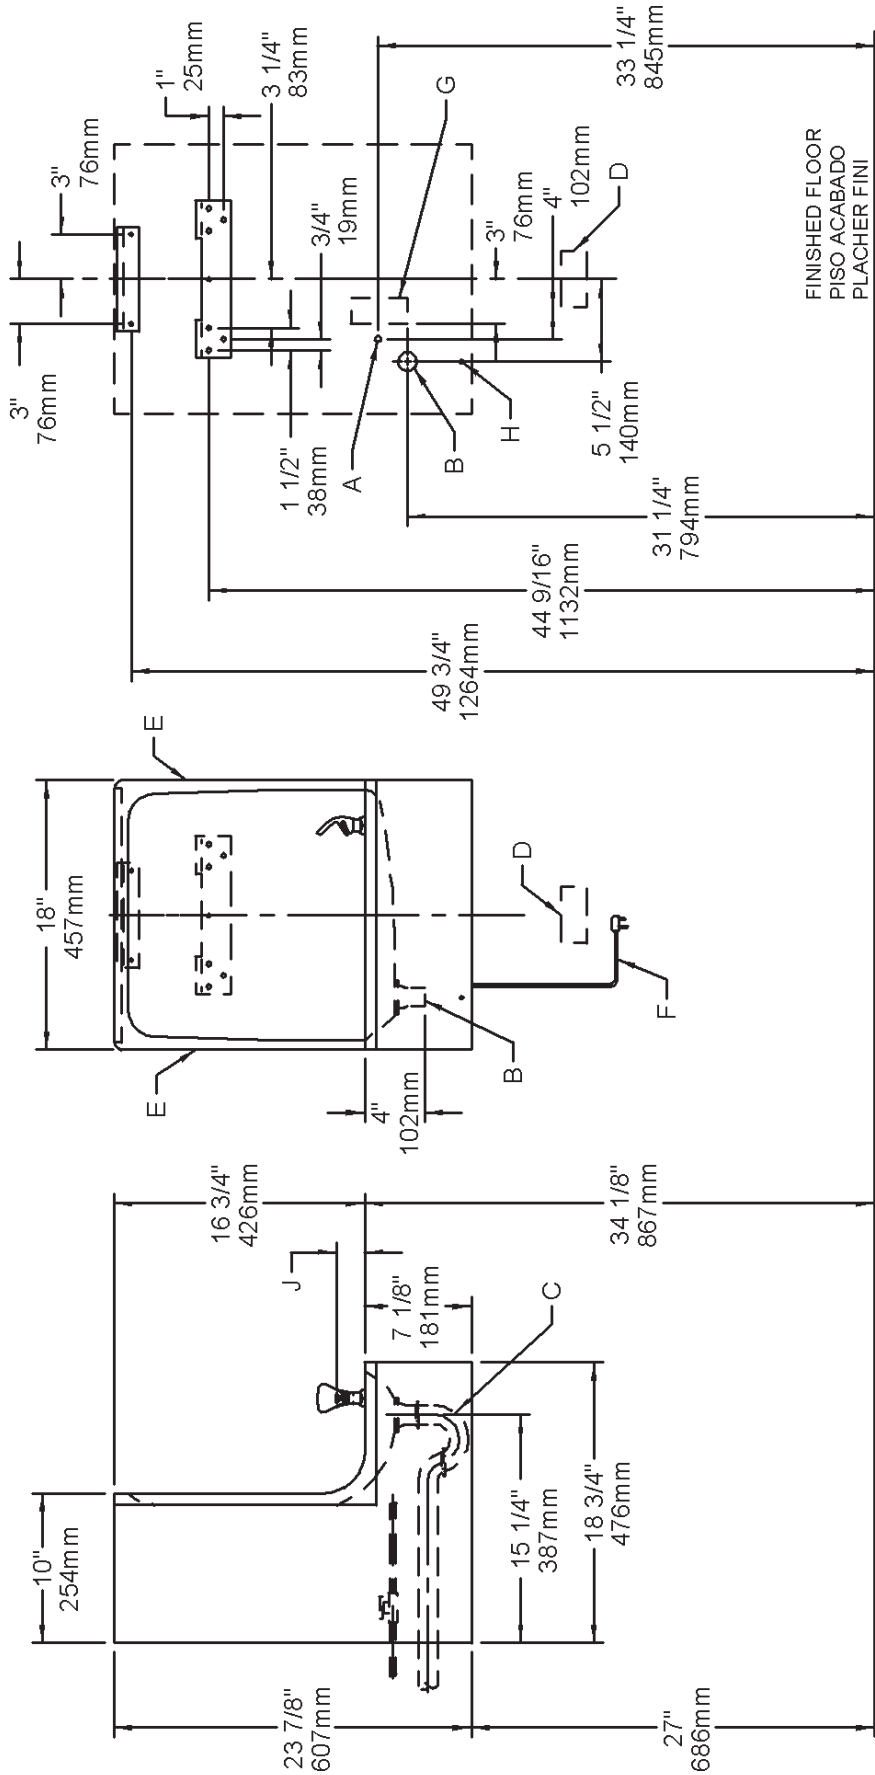 10"
254mm
23 7/8"
607mm
27"
686mm
16 3/4"
426mm
J
7 1/8"
181mm
34 1/8"
867mm
C
15 1/4"
387mm
18 3/4"
476mm
18"
457mm
E
E
4"
102mm
B
D
F
3"
76mm
3"
76mm
1"
25mm
3 1/4"
83mm
3/4"
19mm
1 1/2"
38mm
A
G
B
H
3"
76mm
4"
102mm
D
5 1/2"
140mm
33 1/4"
845mm
31 1/4"
794mm
44 9/16"
1132mm
49 3/4"
1264mm
FINISHED FLOOR
PISO ACABADO
PLACHER FINI